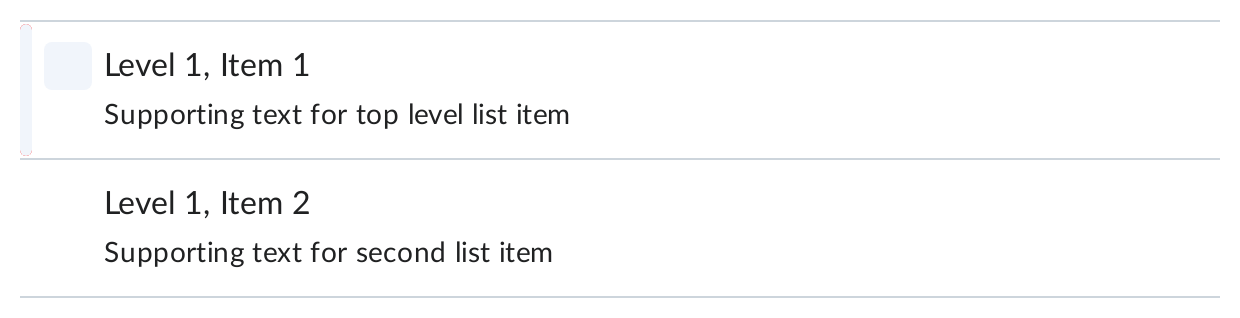 Level 1, Item 1
Supporting text for top level list item
Level 1, Item 2
Supporting text for second list item